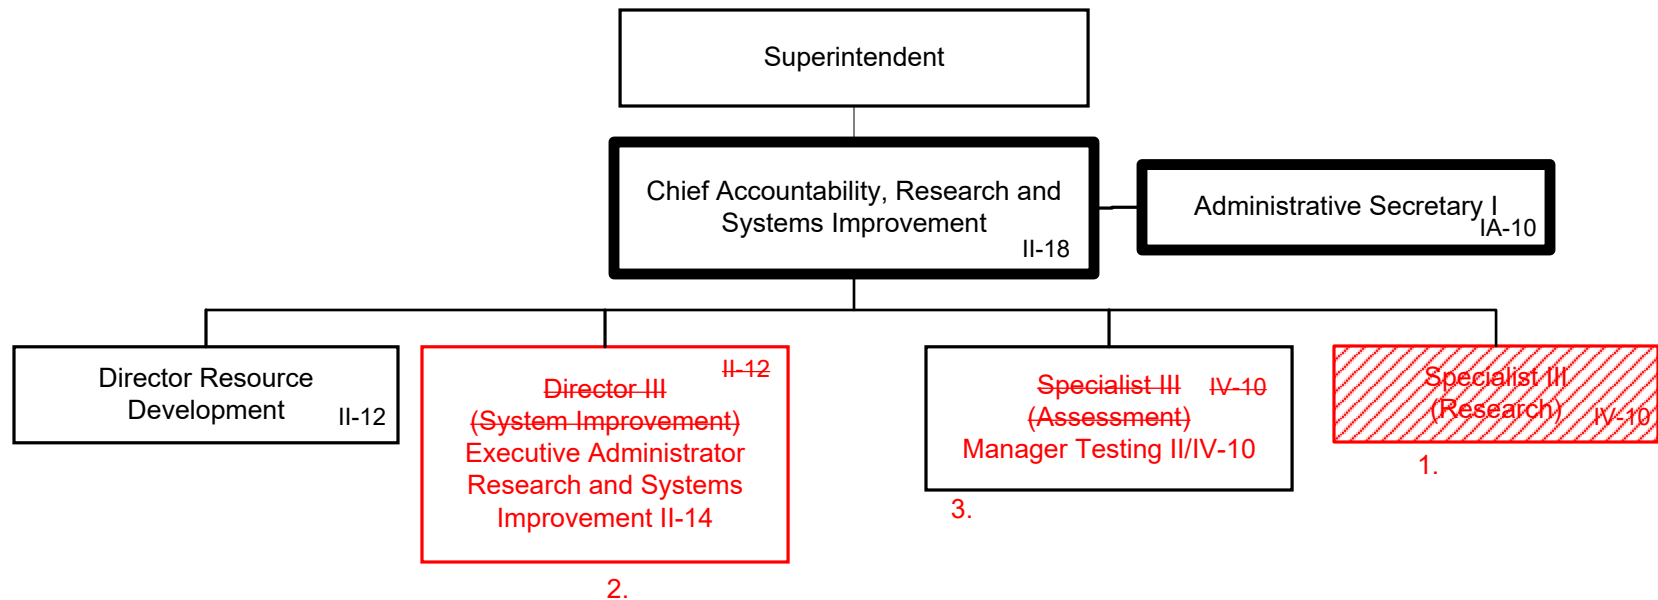 Superintendent
Chief Accountability, Research and
Systems Improvement
II-18
Administrative Secretary I
IA-10
Director Resource
Development
II-12
II-12
Director III
(System Improvement)
Executive Administrator
Research and Systems
Improvement II-14
2.
Specialist III
IV-10
(Assessment)
Manager Testing II/IV-10
3.
Specialist III
(Research)
IV-10
1.